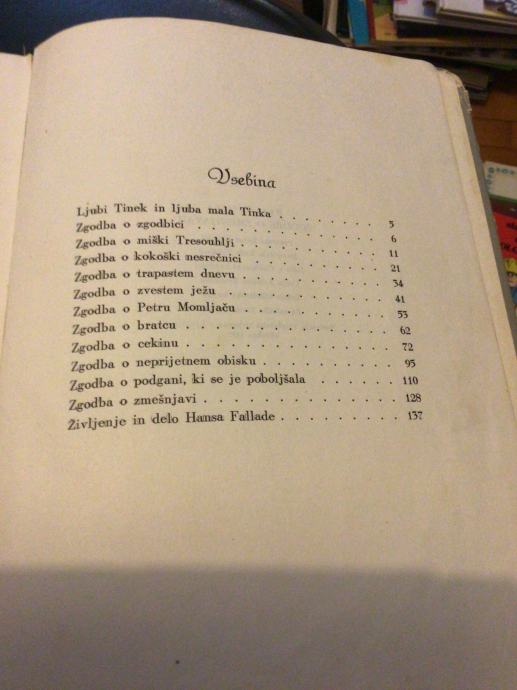 Vsebina
Ljubi Tinek in ljuba mala Tinka . . . . . . . . 5
Zgodba o zgodbici . . . . . . . . . . . . 6
Zgodba o miški Tresouhlji . . . . . . . . . . 11
Zgodba o kokoški nesrečnici . . . . . . . . . 21
Zgodba o trapastem dnevu . . . . . . . . . . 34
Zgodba o zvestem ježu . . . . . . . . . . . 41
Zgodba o Petru Momljaču . . . . . . . . . . 53
Zgodba o bratcu . . . . . . . . . . . . . 62
Zgodba o cekinu . . . . . . . . . . . . . 72
Zgodba o neprijetnem obisku . . . . . . . . . 95
Zgodba o podgani, ki se je poboljšala . . . . . . 110
Zgodba o zmešnjavi . . . . . . . . . . . . 128
Življenje in delo Hansa Fallade . . . . . . . . 137